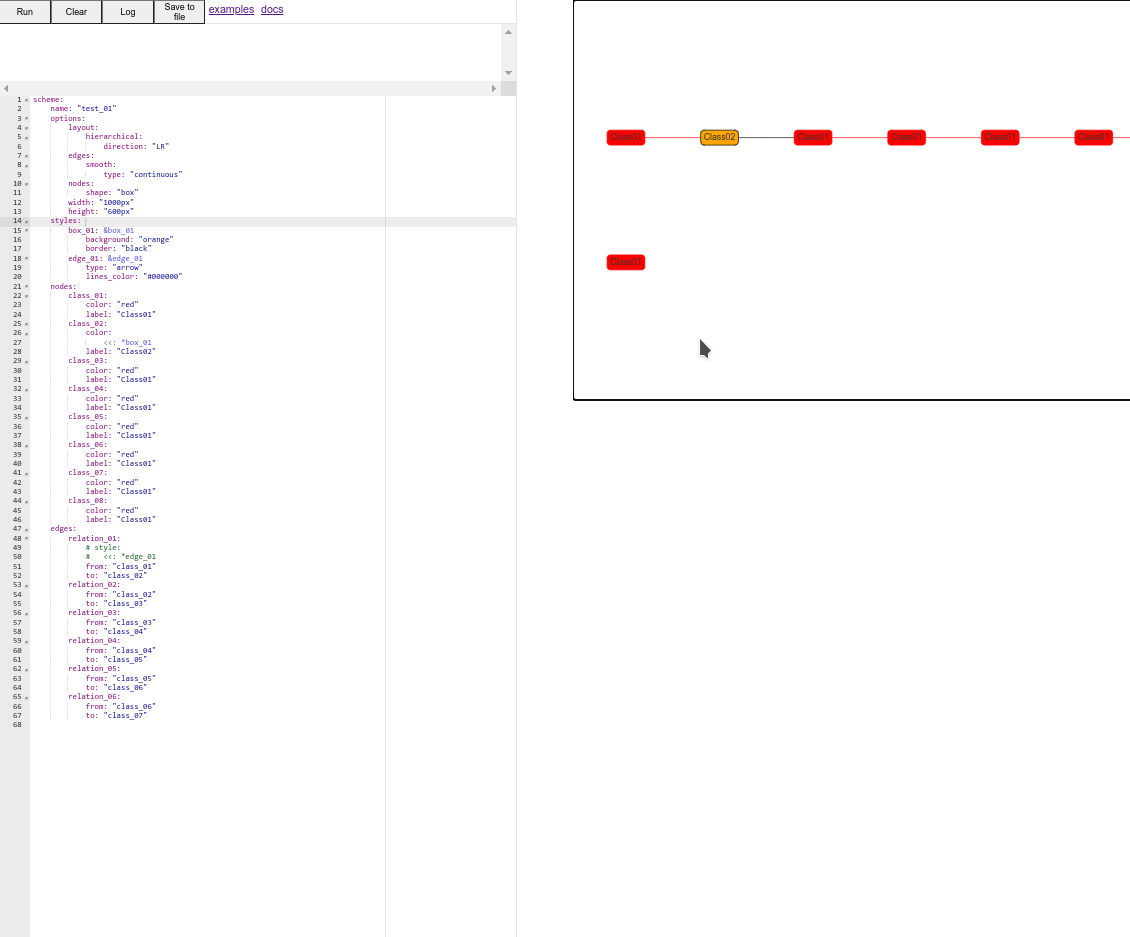 Run Clear Log Save to file examples docs
1 scheme:
2 name: "test_01"
3 options:
4 layout:
5 hierarchical:
6 direction: "LR"
7 edges:
8 smooth:
9 type: "continuous"
10 nodes:
11 shape: "box"
12 width: "1000px"
13 height: "600px"
14 styles:
15 box_01: &box_01
16 background: "orange"
17 border: "black"
18 edge_01: &edge_01
19 type: "arrow"
20 lines_color: "#000000"
21 nodes:
22 class_01:
23 color: "red"
24 label: "Class01"
25 class_02:
26 color:
27 <<: *box_01
28 label: "Class02"
29 class_03:
30 color: "red"
31 label: "Class01"
32 class_04:
33 color: "red"
34 label: "Class01"
35 class_05:
36 color: "red"
37 label: "Class01"
38 class_06:
39 color: "red"
40 label: "Class01"
41 class_07:
42 color: "red"
43 label: "Class01"
44 class_08:
45 color: "red"
46 label: "Class01"
47 edges:
48 relation_01:
49 # style:
50 # <<: *edge_01
51 from: "class_01"
52 to: "class_02"
53 relation_02:
54 from: "class_02"
55 to: "class_03"
56 relation_03:
57 from: "class_03"
58 to: "class_04"
59 relation_04:
60 from: "class_04"
61 to: "class_05"
62 relation_05:
63 from: "class_05"
64 to: "class_06"
65 relation_06:
66 from: "class_06"
67 to: "class_07"
68
Class01 Class02 Class01 Class01 Class01 Class01
Class01